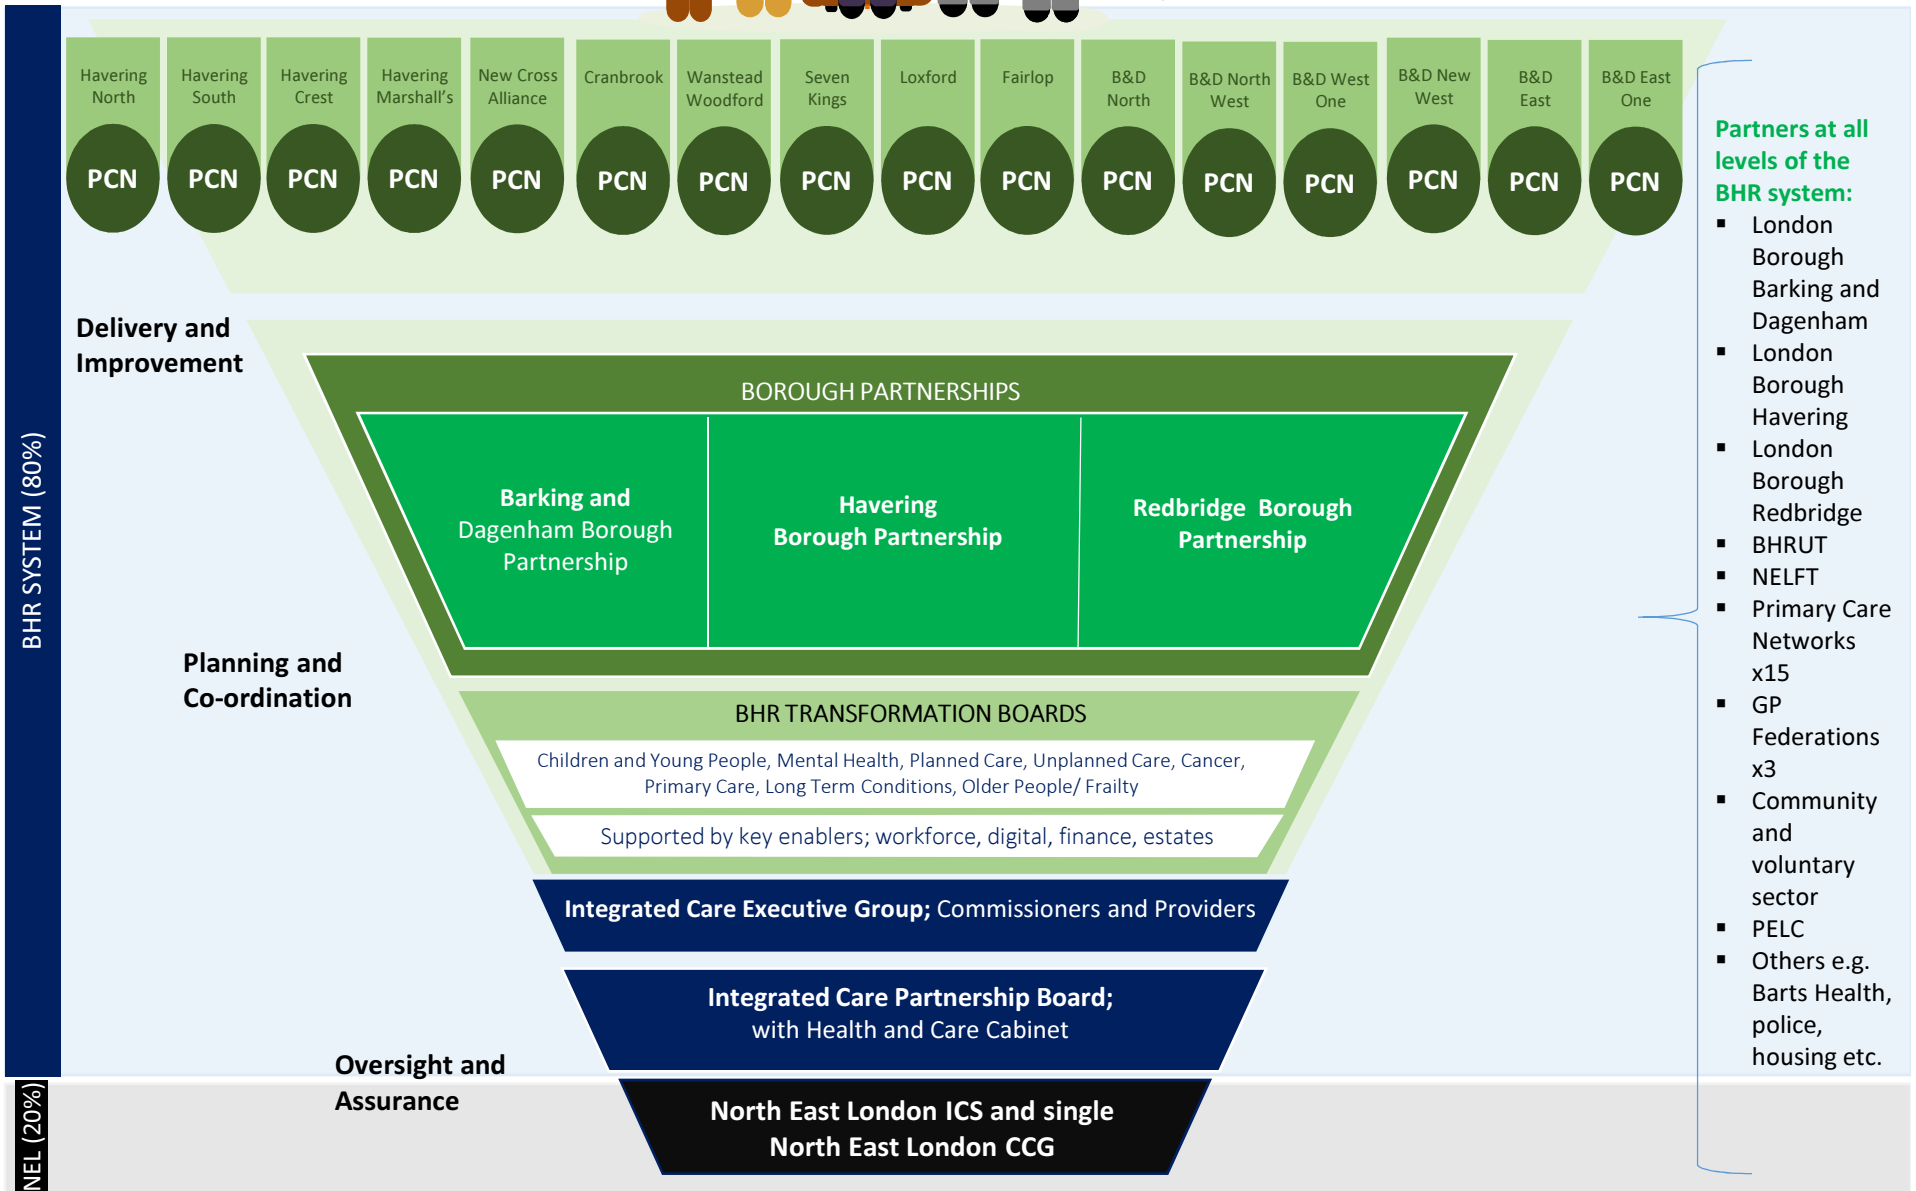 Havering
North
PCN
Havering
South
PCN
Havering
Crest
PCN
Havering
Marshall's
PCN
New Cross
Alliance
PCN
Cranbrook
PCN
Wanstead
Woodford
PCN
Seven
Kings
PCN
Loxford
PCN
Fairlop
PCN
B&D
North
PCN
B&D North
West
PCN
B&D West
One
PCN
B&D New
West
PCN
B&D
East
PCN
B&D East
One
PCN
BHR SYSTEM (80%)
Delivery and
Improvement
BOROUGH PARTNERSHIPS
Barking and
Dagenham Borough
Partnership
Havering
Borough Partnership
Redbridge Borough
Partnership
Planning and
Co-ordination
BHR TRANSFORMATION BOARDS
Children and Young People, Mental Health, Planned Care, Unplanned Care, Cancer,
Primary Care, Long Term Conditions, Older People/ Frailty
Supported by key enablers; workforce, digital, finance, estates
Integrated Care Executive Group; Commissioners and Providers
Integrated Care Partnership Board;
with Health and Care Cabinet
Oversight and
Assurance
NEL (20%)
North East London ICS and single
North East London CCG
Partners at all
levels of the
BHR system:
▪ London
Borough
Barking and
Dagenham
▪ London
Borough
Havering
▪ London
Borough
Redbridge
▪ BHRUT
▪ NELFT
▪ Primary Care
Networks
x15
▪ GP
Federations
x3
▪ Community
and
voluntary
sector
▪ PELC
▪ Others e.g.
Barts Health,
police,
housing etc.